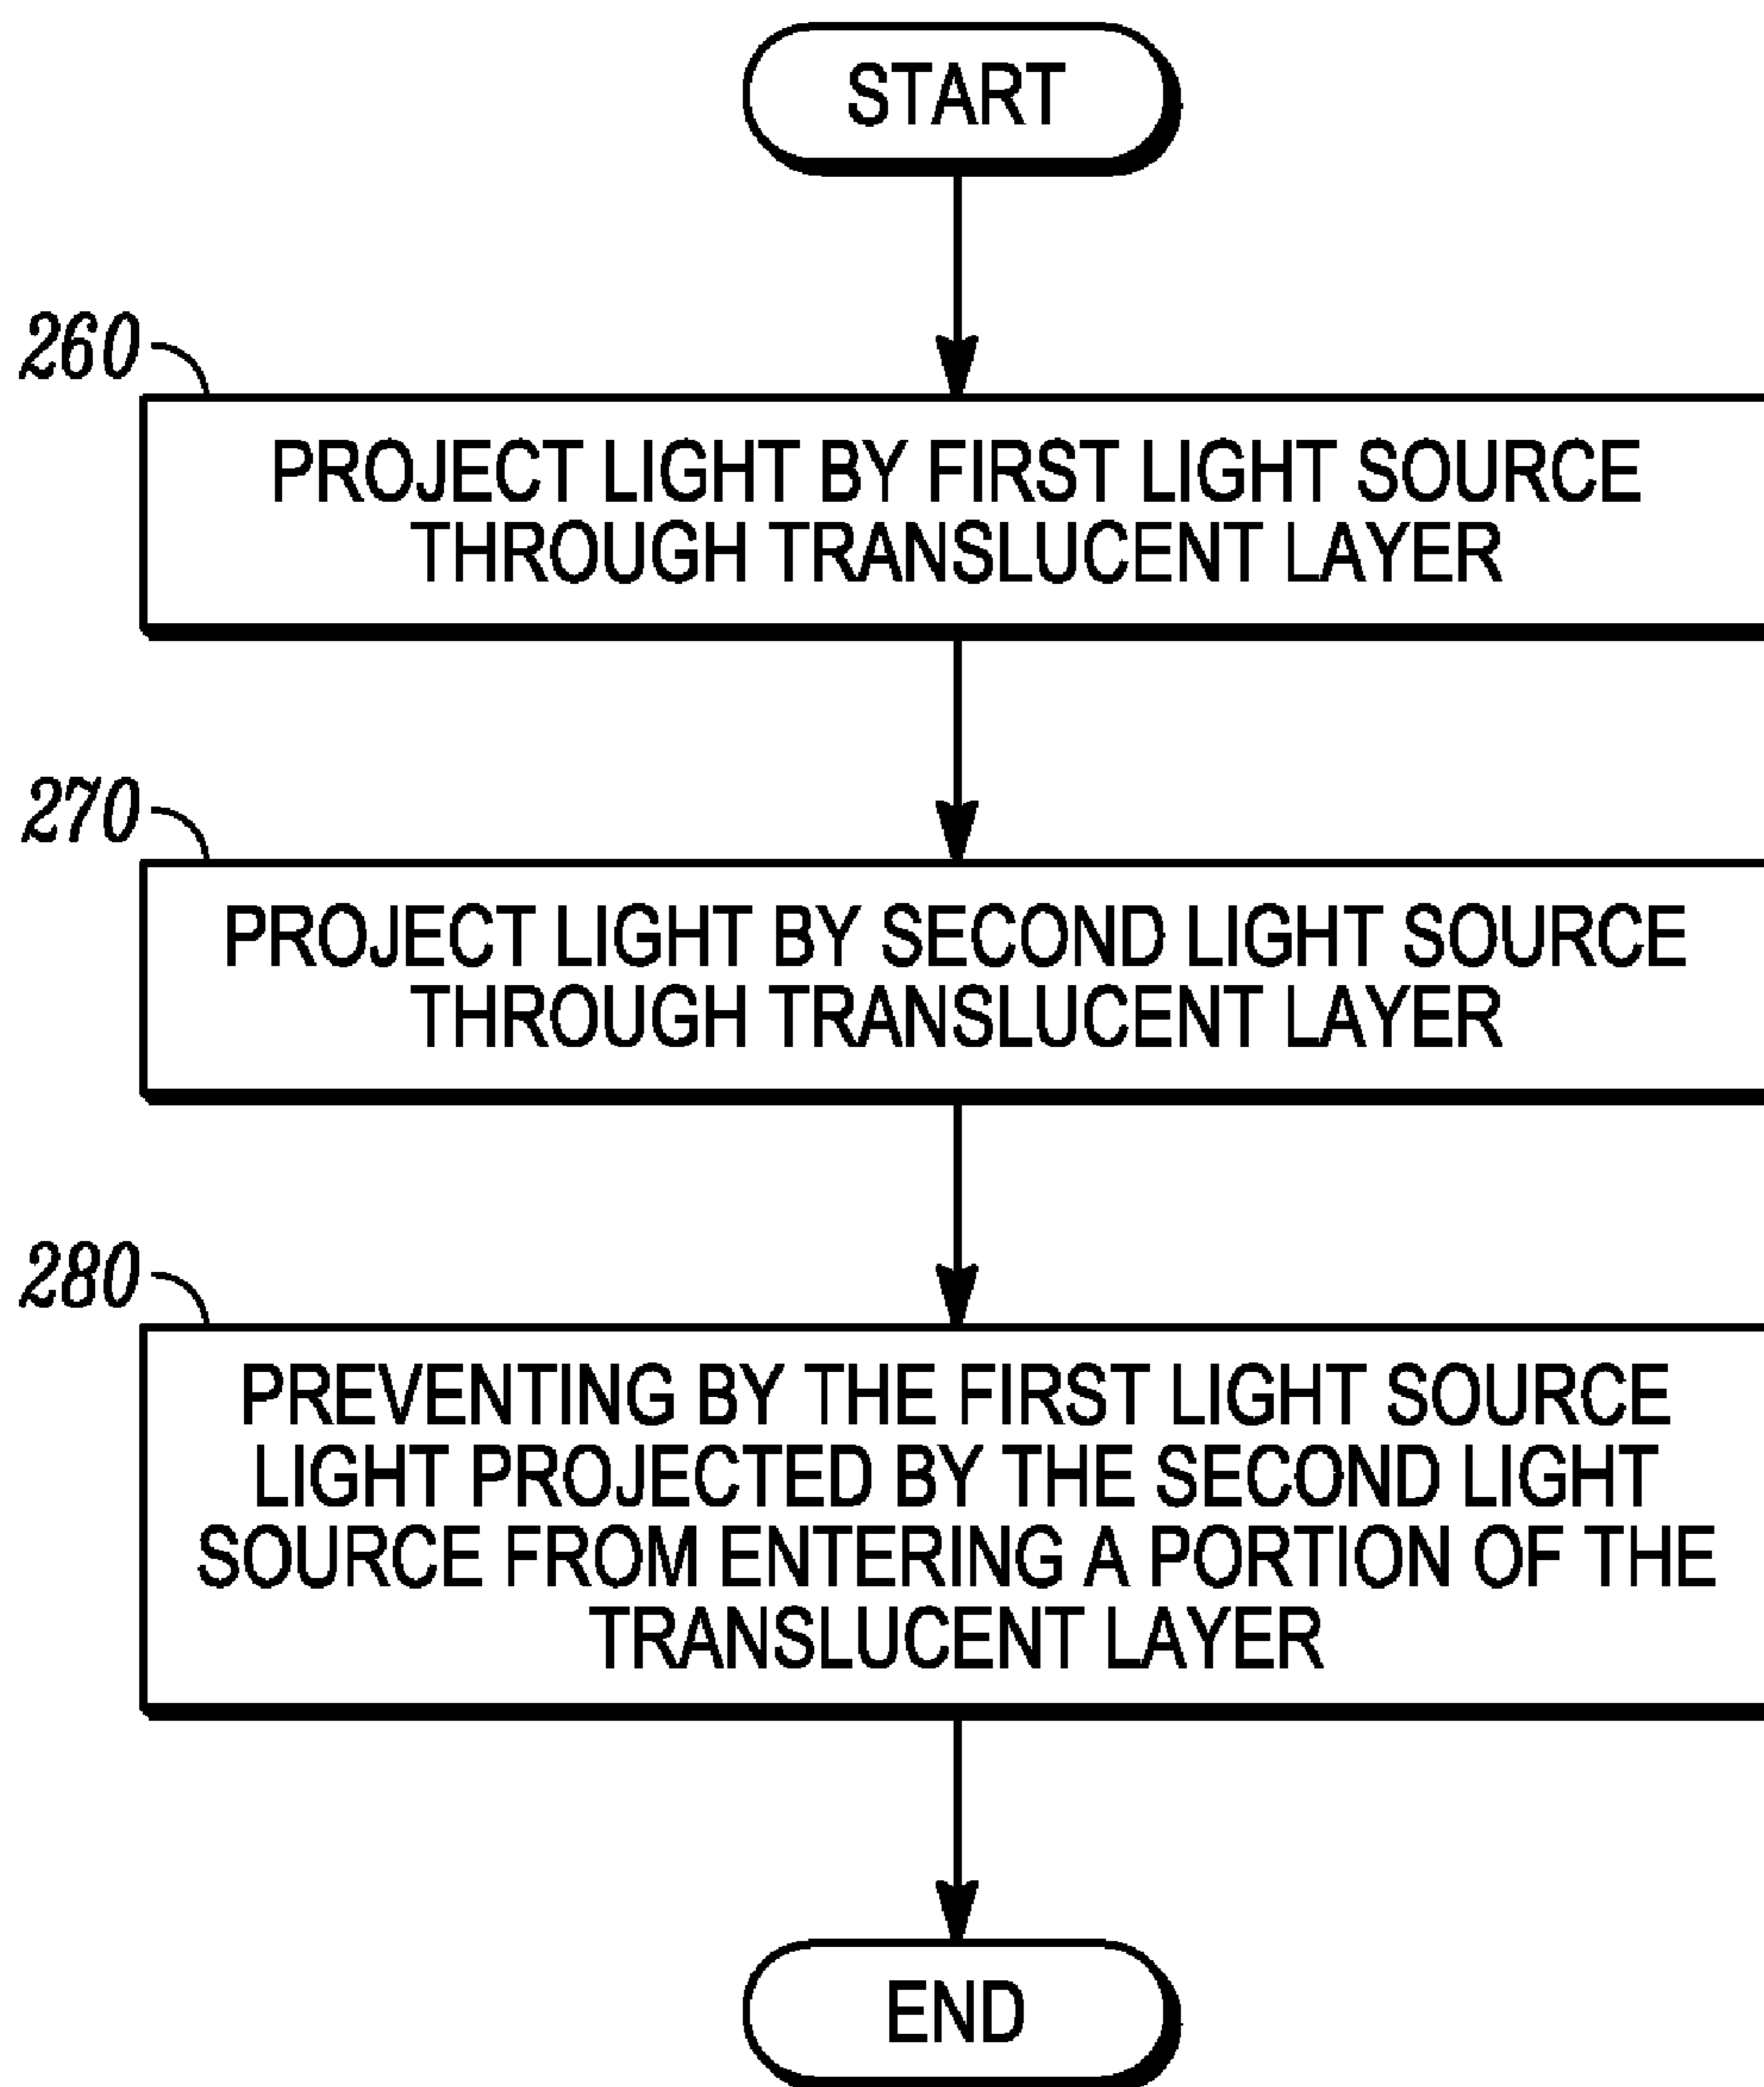 START
260
PROJECT LIGHT BY FIRST LIGHT SOURCE
THROUGH TRANSLUCENT LAYER
270
PROJECT LIGHT BY SECOND LIGHT SOURCE
THROUGH TRANSLUCENT LAYER
280
PREVENTING BY THE FIRST LIGHT SOURCE
LIGHT PROJECTED BY THE SECOND LIGHT
SOURCE FROM ENTERING A PORTION OF THE
TRANSLUCENT LAYER
END